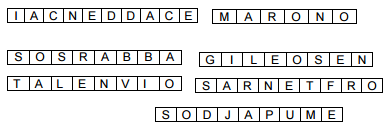 IACNEDDACE MARONO
SOSRABBA GILEOSEN
TALENVIO SARNETFRO
SODJAPUME